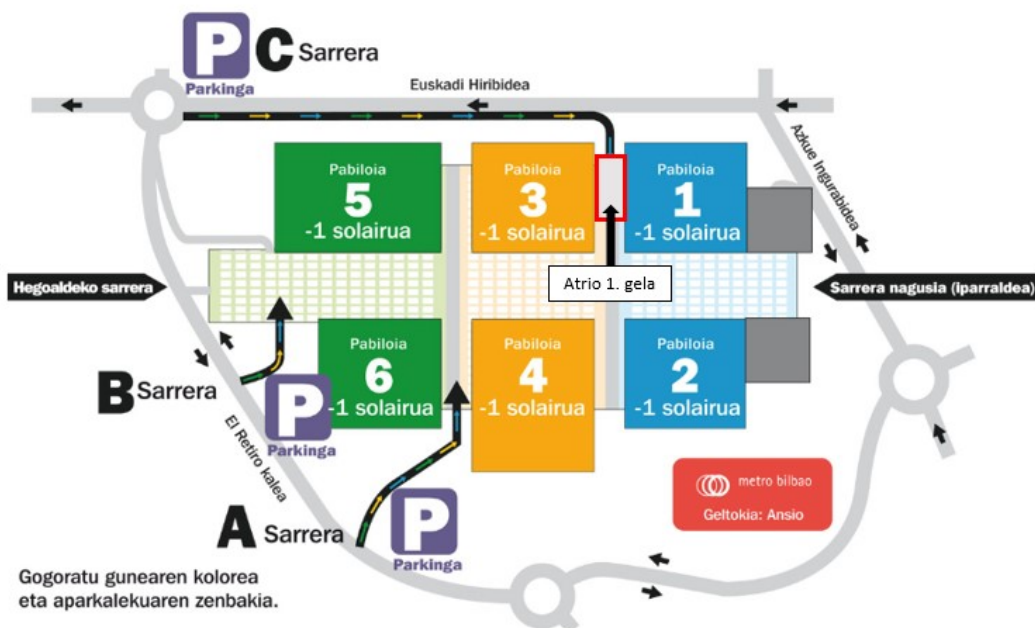 P C Sarrera
Parkinga
Euskadi Hiribidea
Azkue Ingurabidea
Pabiloia
5
-1 solairua
Pabiloia
3
-1 solairua
Pabiloia
1
-1 solairua
Hegoaldeko sarrera
Atrio 1. gela
Sarrera nagusia (iparraldea)
Pabiloia
6
-1 solairua
Pabiloia
4
-1 solairua
Pabiloia
2
-1 solairua
B Sarrera
P
Parkinga
El Retiro kalea
A Sarrera
P
Parkinga
metro bilbao
Geltokia: Ansio
Gogoratu gunearen kolorea
eta aparkalekuaren zenbakia.